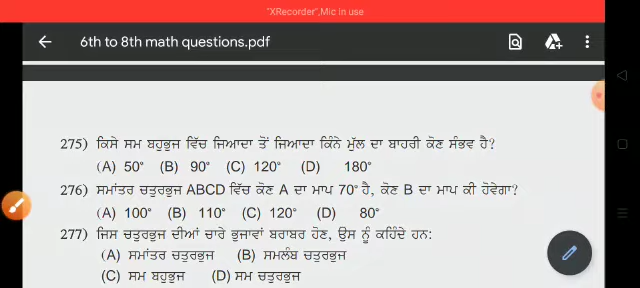 "XRecorder",Mic in use
6th to 8th math questions.pdf
275) ਕਿਸੇ ਸਮ ਬਹੁਭੁਜ ਵਿੱਚ ਜਿਆਦਾ ਤੋਂ ਜਿਆਦਾ ਕਿੰਨੇ ਮੁੱਲ ਦਾ ਬਾਹਰੀ ਕੋਣ ਸੰਭਵ ਹੈ?
(A) 50° (B) 90° (C) 120° (D) 180°
276) ਸਮਾਂਤਰ ਚਤੁਰਭੁਜ ABCD ਵਿੱਚ ਕੋਣ A ਦਾ ਮਾਪ 70° ਹੈ, ਕੋਣ B ਦਾ ਮਾਪ ਕੀ ਹੋਵੇਗਾ?
(A) 100° (B) 110° (C) 120° (D) 80°
277) ਜਿਸ ਚਤੁਰਭੁਜ ਦੀਆਂ ਚਾਰੇ ਭੁਜਾਵਾਂ ਬਰਾਬਰ ਹੋਣ, ਉਸ ਨੂੰ ਕਹਿੰਦੇ ਹਨ:
(A) ਸਮਾਂਤਰ ਚਤੁਰਭੁਜ (B) ਸਮਲੰਬ ਚਤੁਰਭੁਜ
(C) ਸਮ ਬਹੁਭੁਜ (D) ਸਮ ਚਤੁਰਭੁਜ